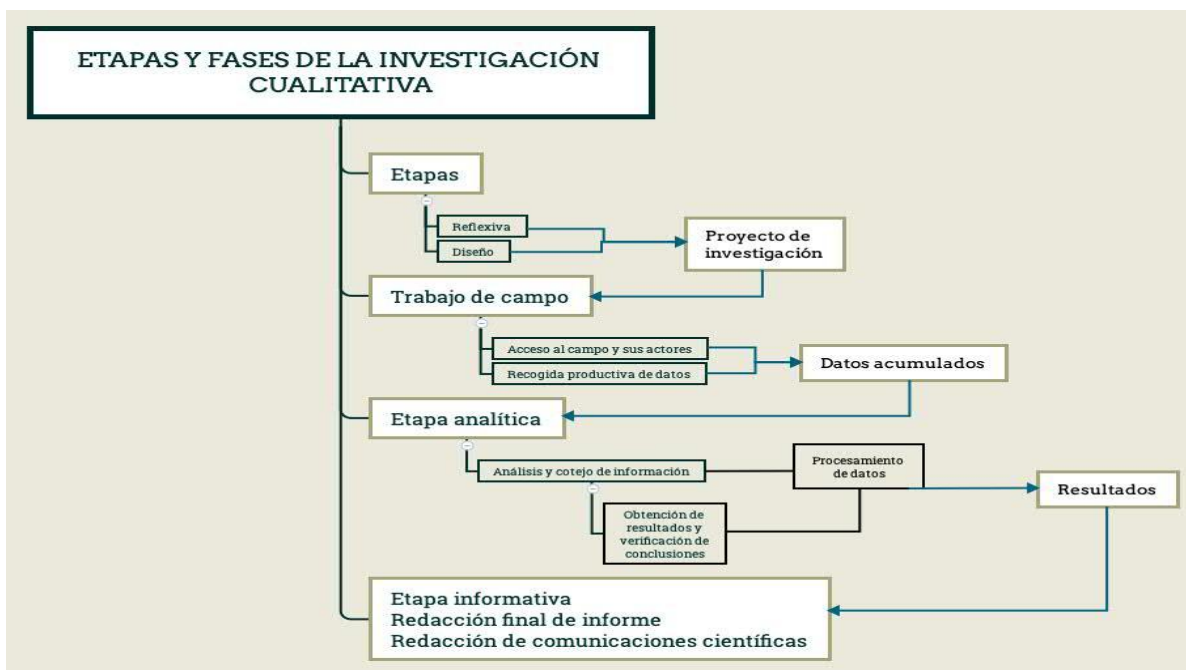 ETAPAS Y FASES DE LA INVESTIGACIÓN
CUALITATIVA
Etapas
Reflexiva
Diseño
Proyecto de
investigación
Trabajo de campo
Acceso al campo y sus actores
Recogida productiva de datos
Datos acumulados
Etapa analítica
Análisis y cotejo de información
Procesamiento
de datos
Resultados
Obtención de
resultados y
verificación de
conclusiones
Etapa informativa
Redacción final de informe
Redacción de comunicaciones científicas